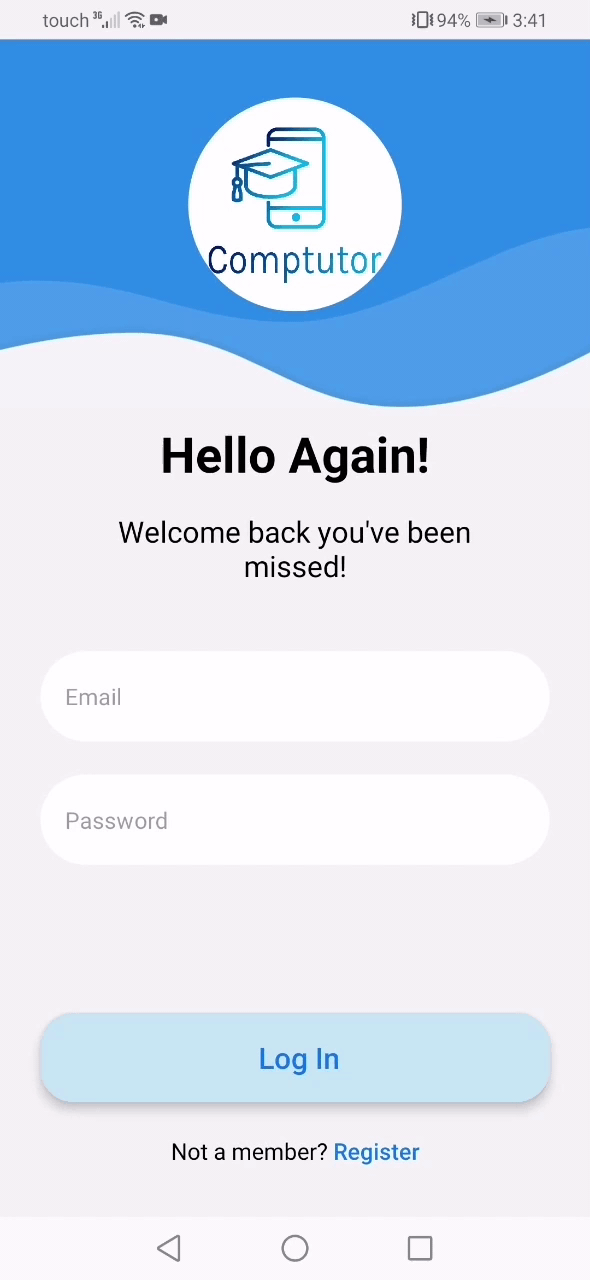 touch 3G 94% 3:41
Comptutor
Hello Again!
Welcome back you've been
missed!
Email
Password
Log In
Not a member? Register